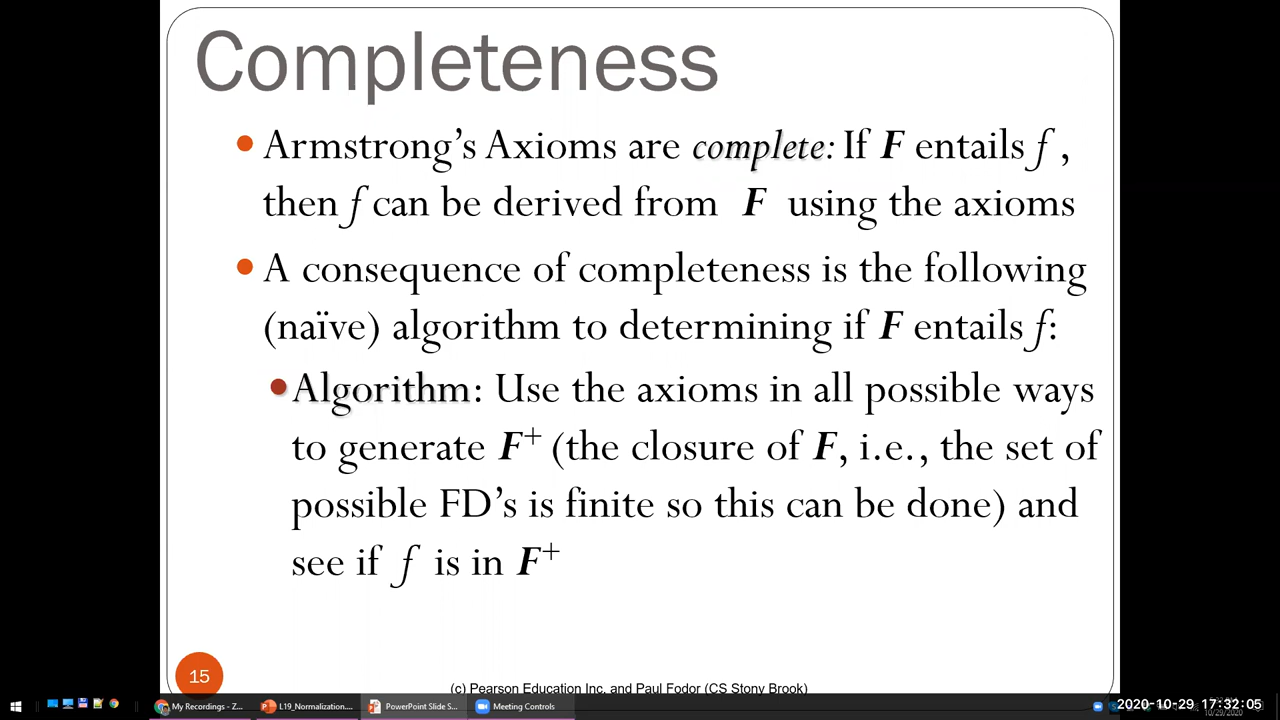 Completeness
Armstrong's Axioms are complete: If F entails f ,
then f can be derived from F using the axioms
A consequence of completeness is the following
(naïve) algorithm to determining if F entails f:
Algorithm: Use the axioms in all possible ways
to generate F+ (the closure of F, i.e., the set of
possible FD's is finite so this can be done) and
see if f is in F+
15
(c) Pearson Education Inc. and Paul Fodor (CS Stony Brook)
My Recordings - Z... L19_Normalization.... PowerPoint Slide S... Meeting Controls 2020-10-29 17:32:05